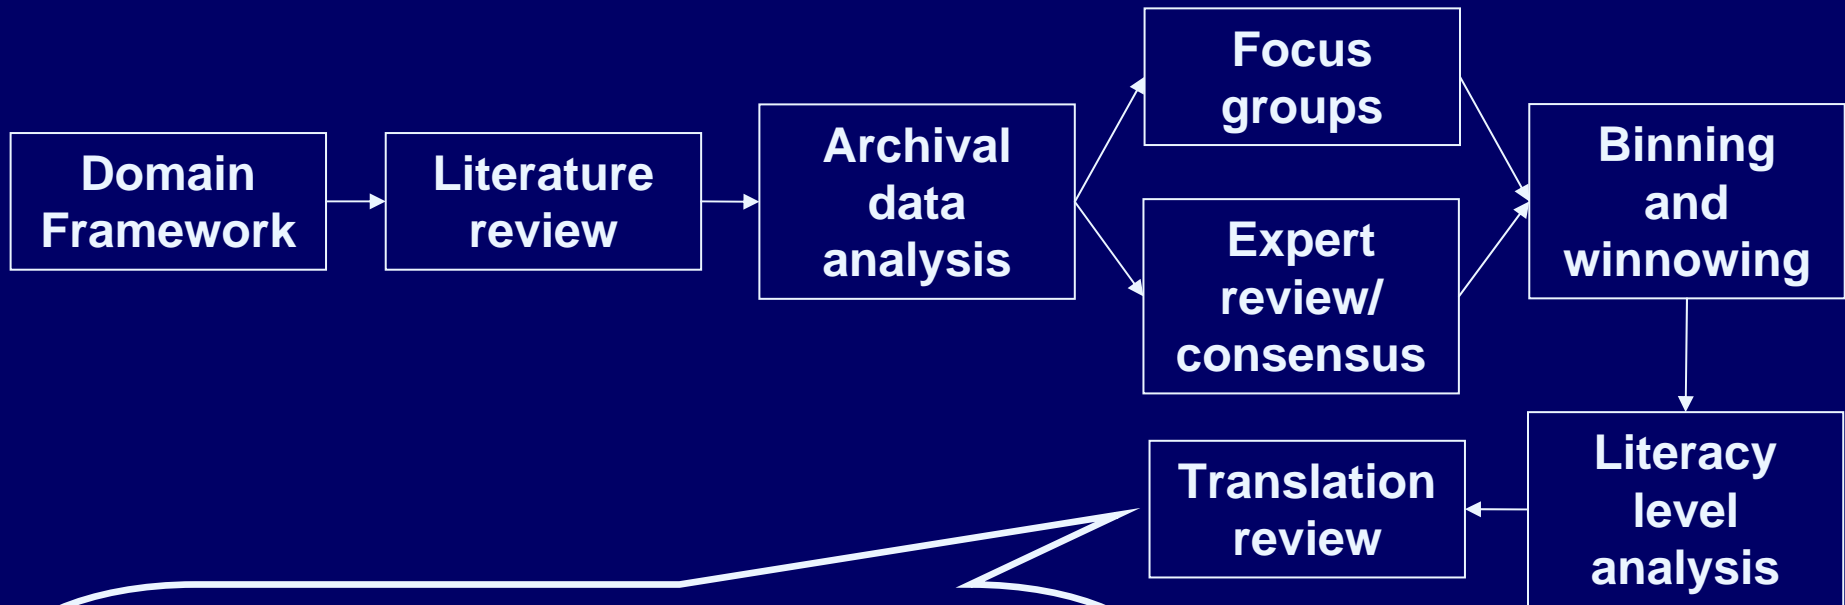 Domain
Framework
Literature
review
Archival
data
analysis
Focus
groups
Expert
review/
consensus
Binning
and
winnowing
Literacy
level
analysis
Translation
review